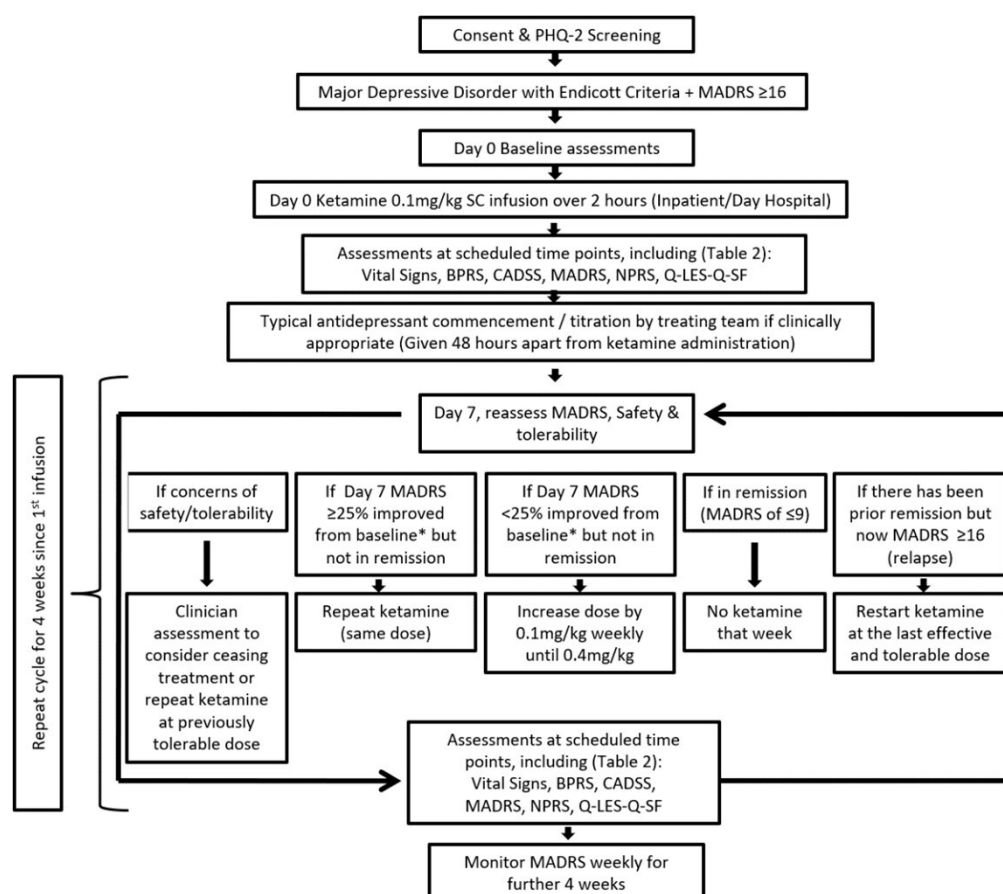 Consent & PHQ-2 Screening
Major Depressive Disorder with Endicott Criteria + MADRS ≥16
Day 0 Baseline assessments
Day 0 Ketamine 0.1mg/kg SC infusion over 2 hours (Inpatient/Day Hospital)
Assessments at scheduled time points, including (Table 2):
Vital Signs, BPRS, CADSS, MADRS, NPRS, Q-LES-Q-SF
Typical antidepressant commencement / titration by treating team if clinically
appropriate (Given 48 hours apart from ketamine administration)
Repeat cycle for 4 weeks since 1st infusion
Day 7, reassess MADRS, Safety &
tolerability
If concerns of
safety/tolerability
Clinician
assessment to
consider ceasing
treatment or
repeat ketamine
at previously
tolerable dose
If Day 7 MADRS
≥25% improved
from baseline* but
not in remission
Repeat ketamine
(same dose)
If Day 7 MADRS
<25% improved from
baseline* but not in
remission
Increase dose by
0.1mg/kg weekly
until 0.4mg/kg
If in remission
(MADRS of ≤9)
No ketamine
that week
If there has been
prior remission but
now MADRS ≥16
(relapse)
Restart ketamine
at the last effective
and tolerable dose
Assessments at scheduled time
points, including (Table 2):
Vital Signs, BPRS, CADSS,
MADRS, NPRS, Q-LES-Q-SF
Monitor MADRS weekly for
further 4 weeks